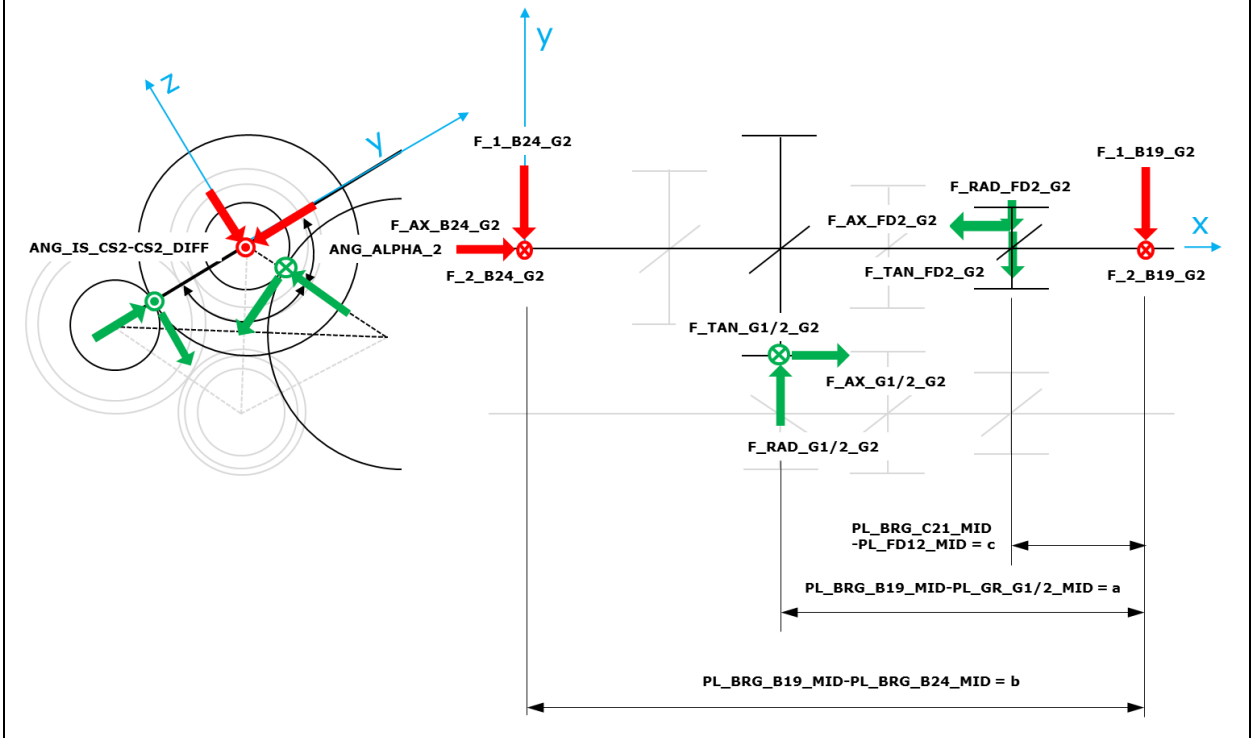 z
y
ANG_IS_CS2-CS2_DIFF
ANG_ALPHA_2
y
F_1_B24_G2
F_AX_B24_G2
F_2_B24_G2
F_1_B19_G2
F_RAD_FD2_G2
F_AX_FD2_G2
x
F_TAN_FD2_G2
F_2_B19_G2
F_TAN_G1/2_G2
F_AX_G1/2_G2
F_RAD_G1/2_G2
PL_BRG_C21_MID
-PL_FD12_MID = c
PL_BRG_B19_MID-PL_GR_G1/2_MID = a
PL_BRG_B19_MID-PL_BRG_B24_MID = b